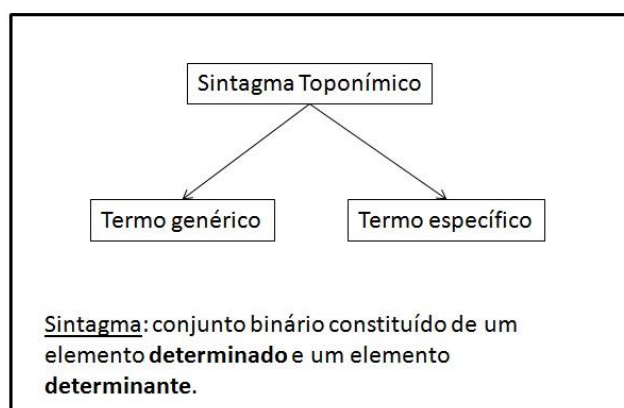 Sintagma Toponímico
Termo genérico
Termo específico
Sintagma: conjunto binário constituído de um
elemento determinado e um elemento
determinante.